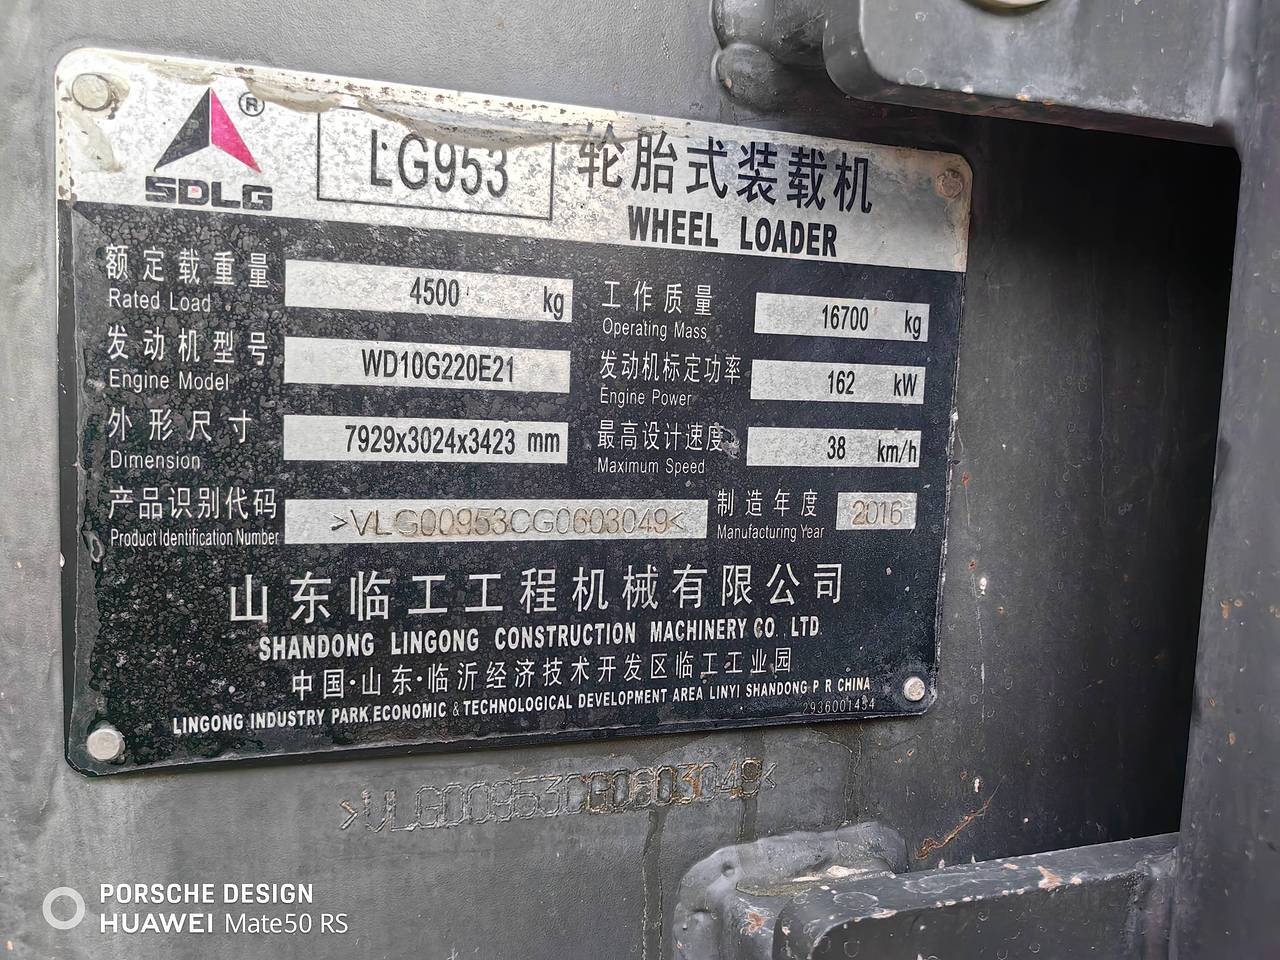 ®
SDLG
LG953
轮胎式装载机
WHEEL LOADER
额定载重量 4500 kg
Rated Load
工作质量 16700 kg
Operating Mass
发动机型号 WD10G220E21
Engine Model
发动机标定功率 162 kW
Engine Power
外形尺寸 7929x3024x3423 mm
Dimension
最高设计速度 38 km/h
Maximum Speed
产品识别代码 >VLG00953CG0603049<
Product Identification Number
制造年度 2016
Manufacturing Year
山东临工工程机械有限公司
SHANDONG LINGONG CONSTRUCTION MACHINERY CO. LTD.
中国·山东·临沂经济技术开发区临工工业园
LINGONG INDUSTRY PARK ECONOMIC & TECHNOLOGICAL DEVELOPMENT AREA LINYI SHANDONG P R CHINA
2936001454
>VLG00953CG0603049<
PORSCHE DESIGN
HUAWEI Mate50 RS